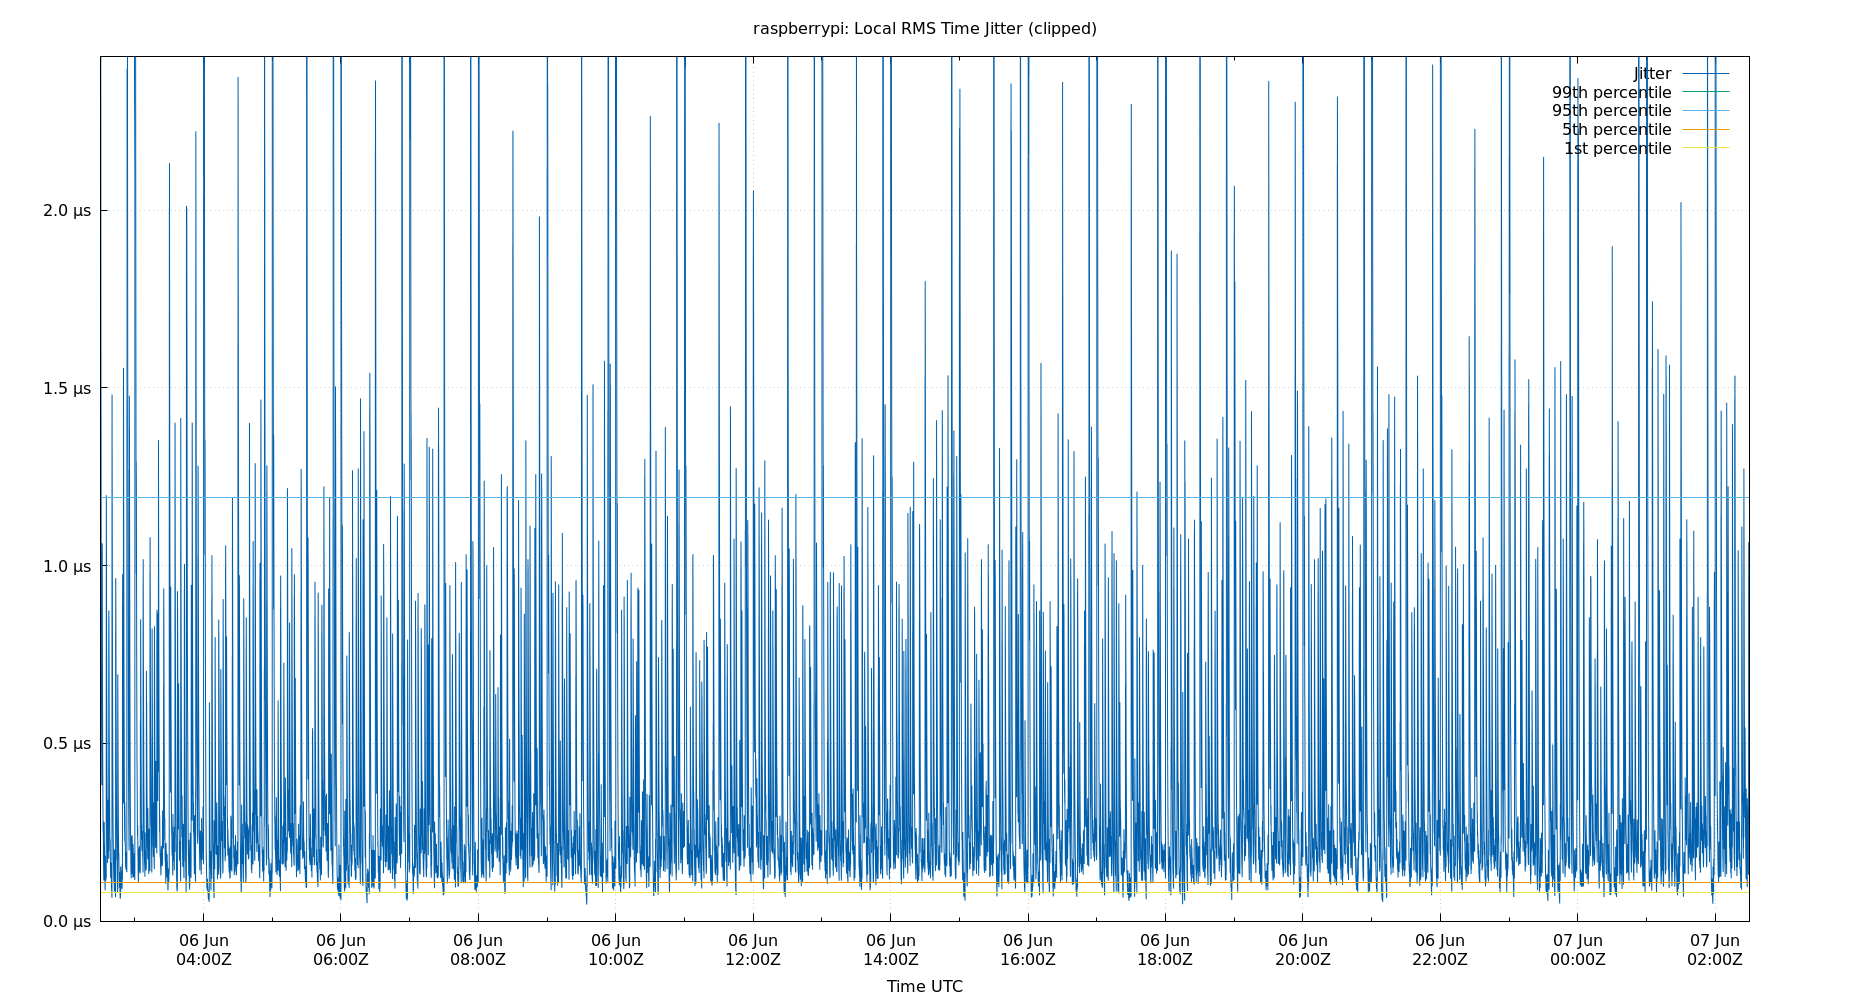 raspberrypi: Local RMS Time Jitter (clipped)
Jitter
99th percentile
95th percentile
5th percentile
1st percentile
2.0 µs
1.5 µs
1.0 µs
0.5 µs
0.0 µs
06 Jun 06 Jun 06 Jun 06 Jun 06 Jun 06 Jun 06 Jun 06 Jun 06 Jun 06 Jun 07 Jun 07 Jun
04:00Z 06:00Z 08:00Z 10:00Z 12:00Z 14:00Z 16:00Z 18:00Z 20:00Z 22:00Z 00:00Z 02:00Z
Time UTC